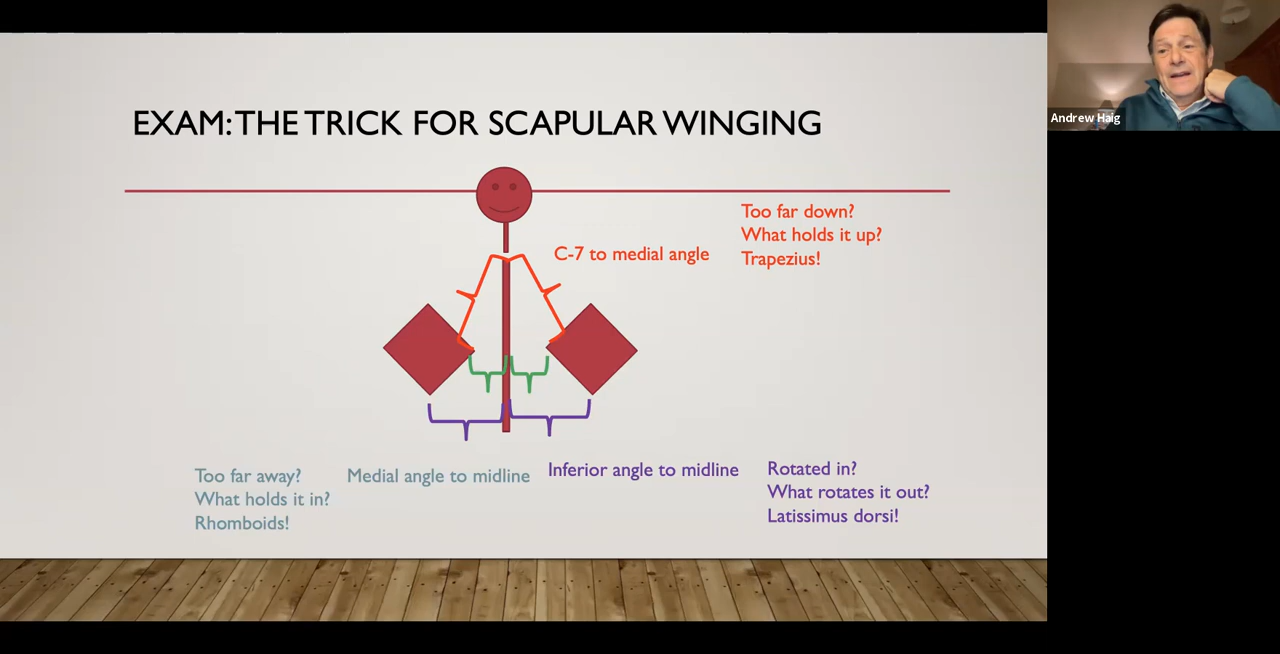 EXAM: THE TRICK FOR SCAPULAR WINGING
Andrew Haig
Too far down?
What holds it up?
Trapezius!
C-7 to medial angle
Too far away?
What holds it in?
Rhomboids!
Medial angle to midline
Inferior angle to midline
Rotated in?
What rotates it out?
Latissimus dorsi!